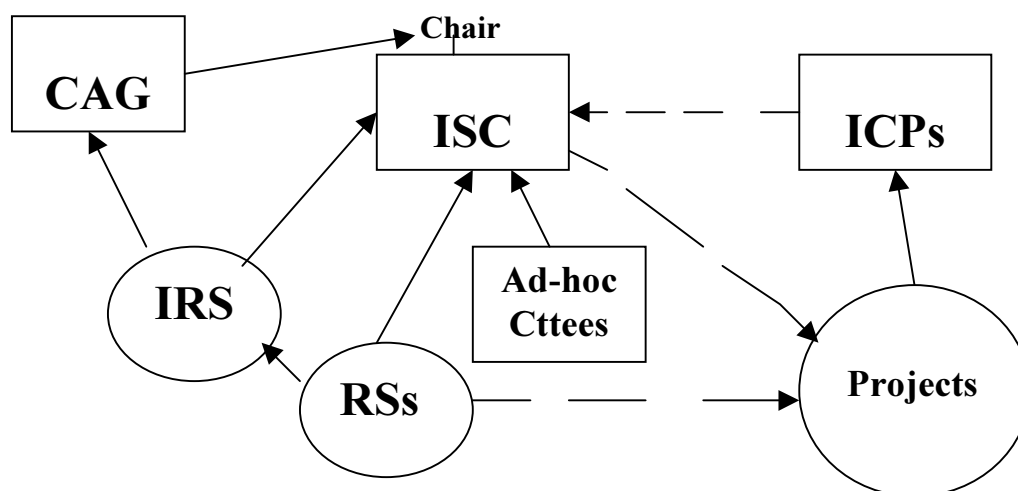 Chair
CAG
ISC
ICPs
IRS
Ad-hoc
Cttees
RSs
Projects